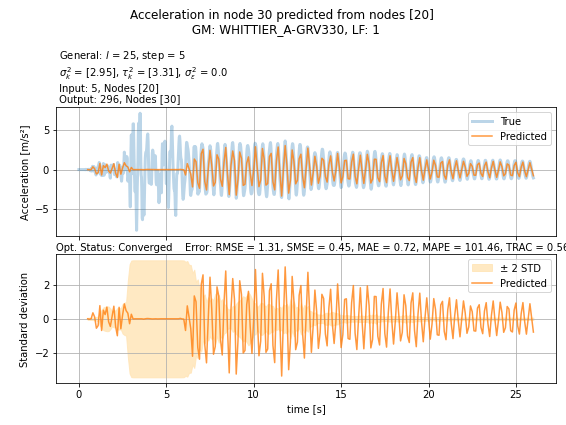 Acceleration in node 30 predicted from nodes [20]
GM: WHITTIER_A-GRV330, LF: 1
General: l = 25, step = 5
σ²ₖ = [2.95], τ²ₖ = [3.31], σ²ε = 0.0
Input: 5, Nodes [20]
Output: 296, Nodes [30]
True
Predicted
5
0
−5
Acceleration [m/s²]
Opt. Status: Converged Error: RMSE = 1.31, SMSE = 0.45, MAE = 0.72, MAPE = 101.46, TRAC = 0.56
± 2 STD
Predicted
2
0
−2
Standard deviation
0 5 10 15 20 25
time [s]